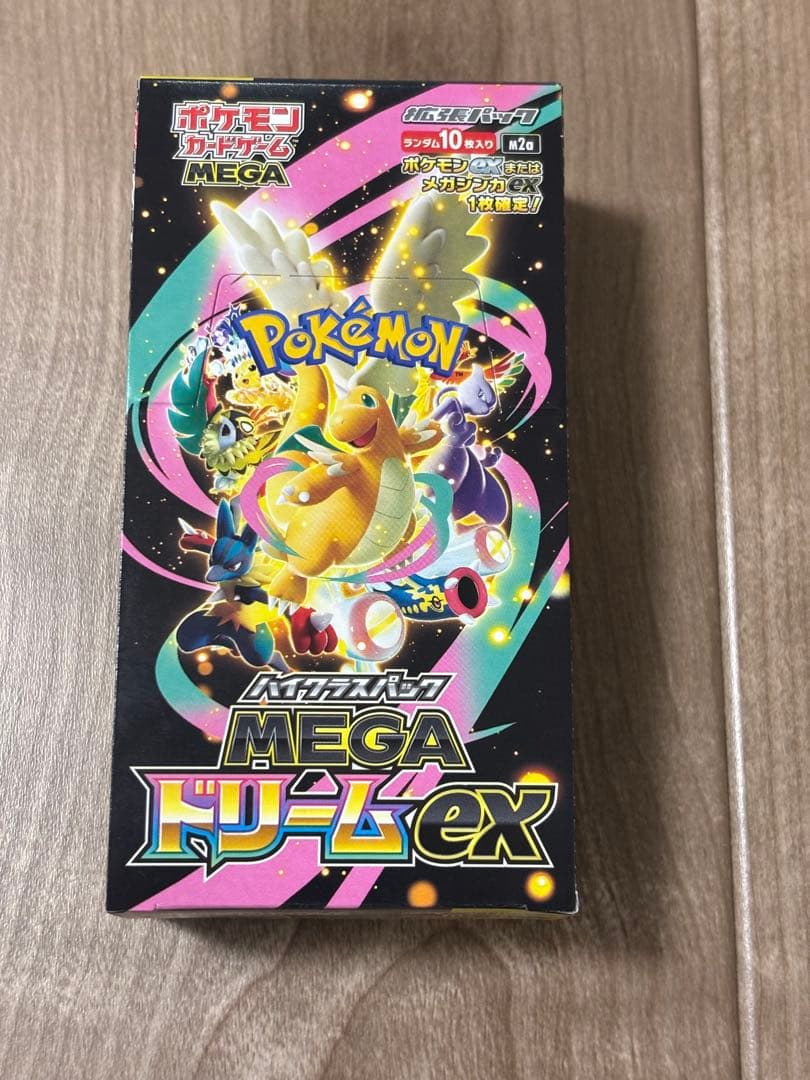 ポケモン
カードゲーム
MEGA
拡張パック
ランダム10枚入り
M2a
ポケモンexまたは
メガシンカex
1枚確定!
POKéMON
TM
ハイクラスパック
MEGA
ドリームex